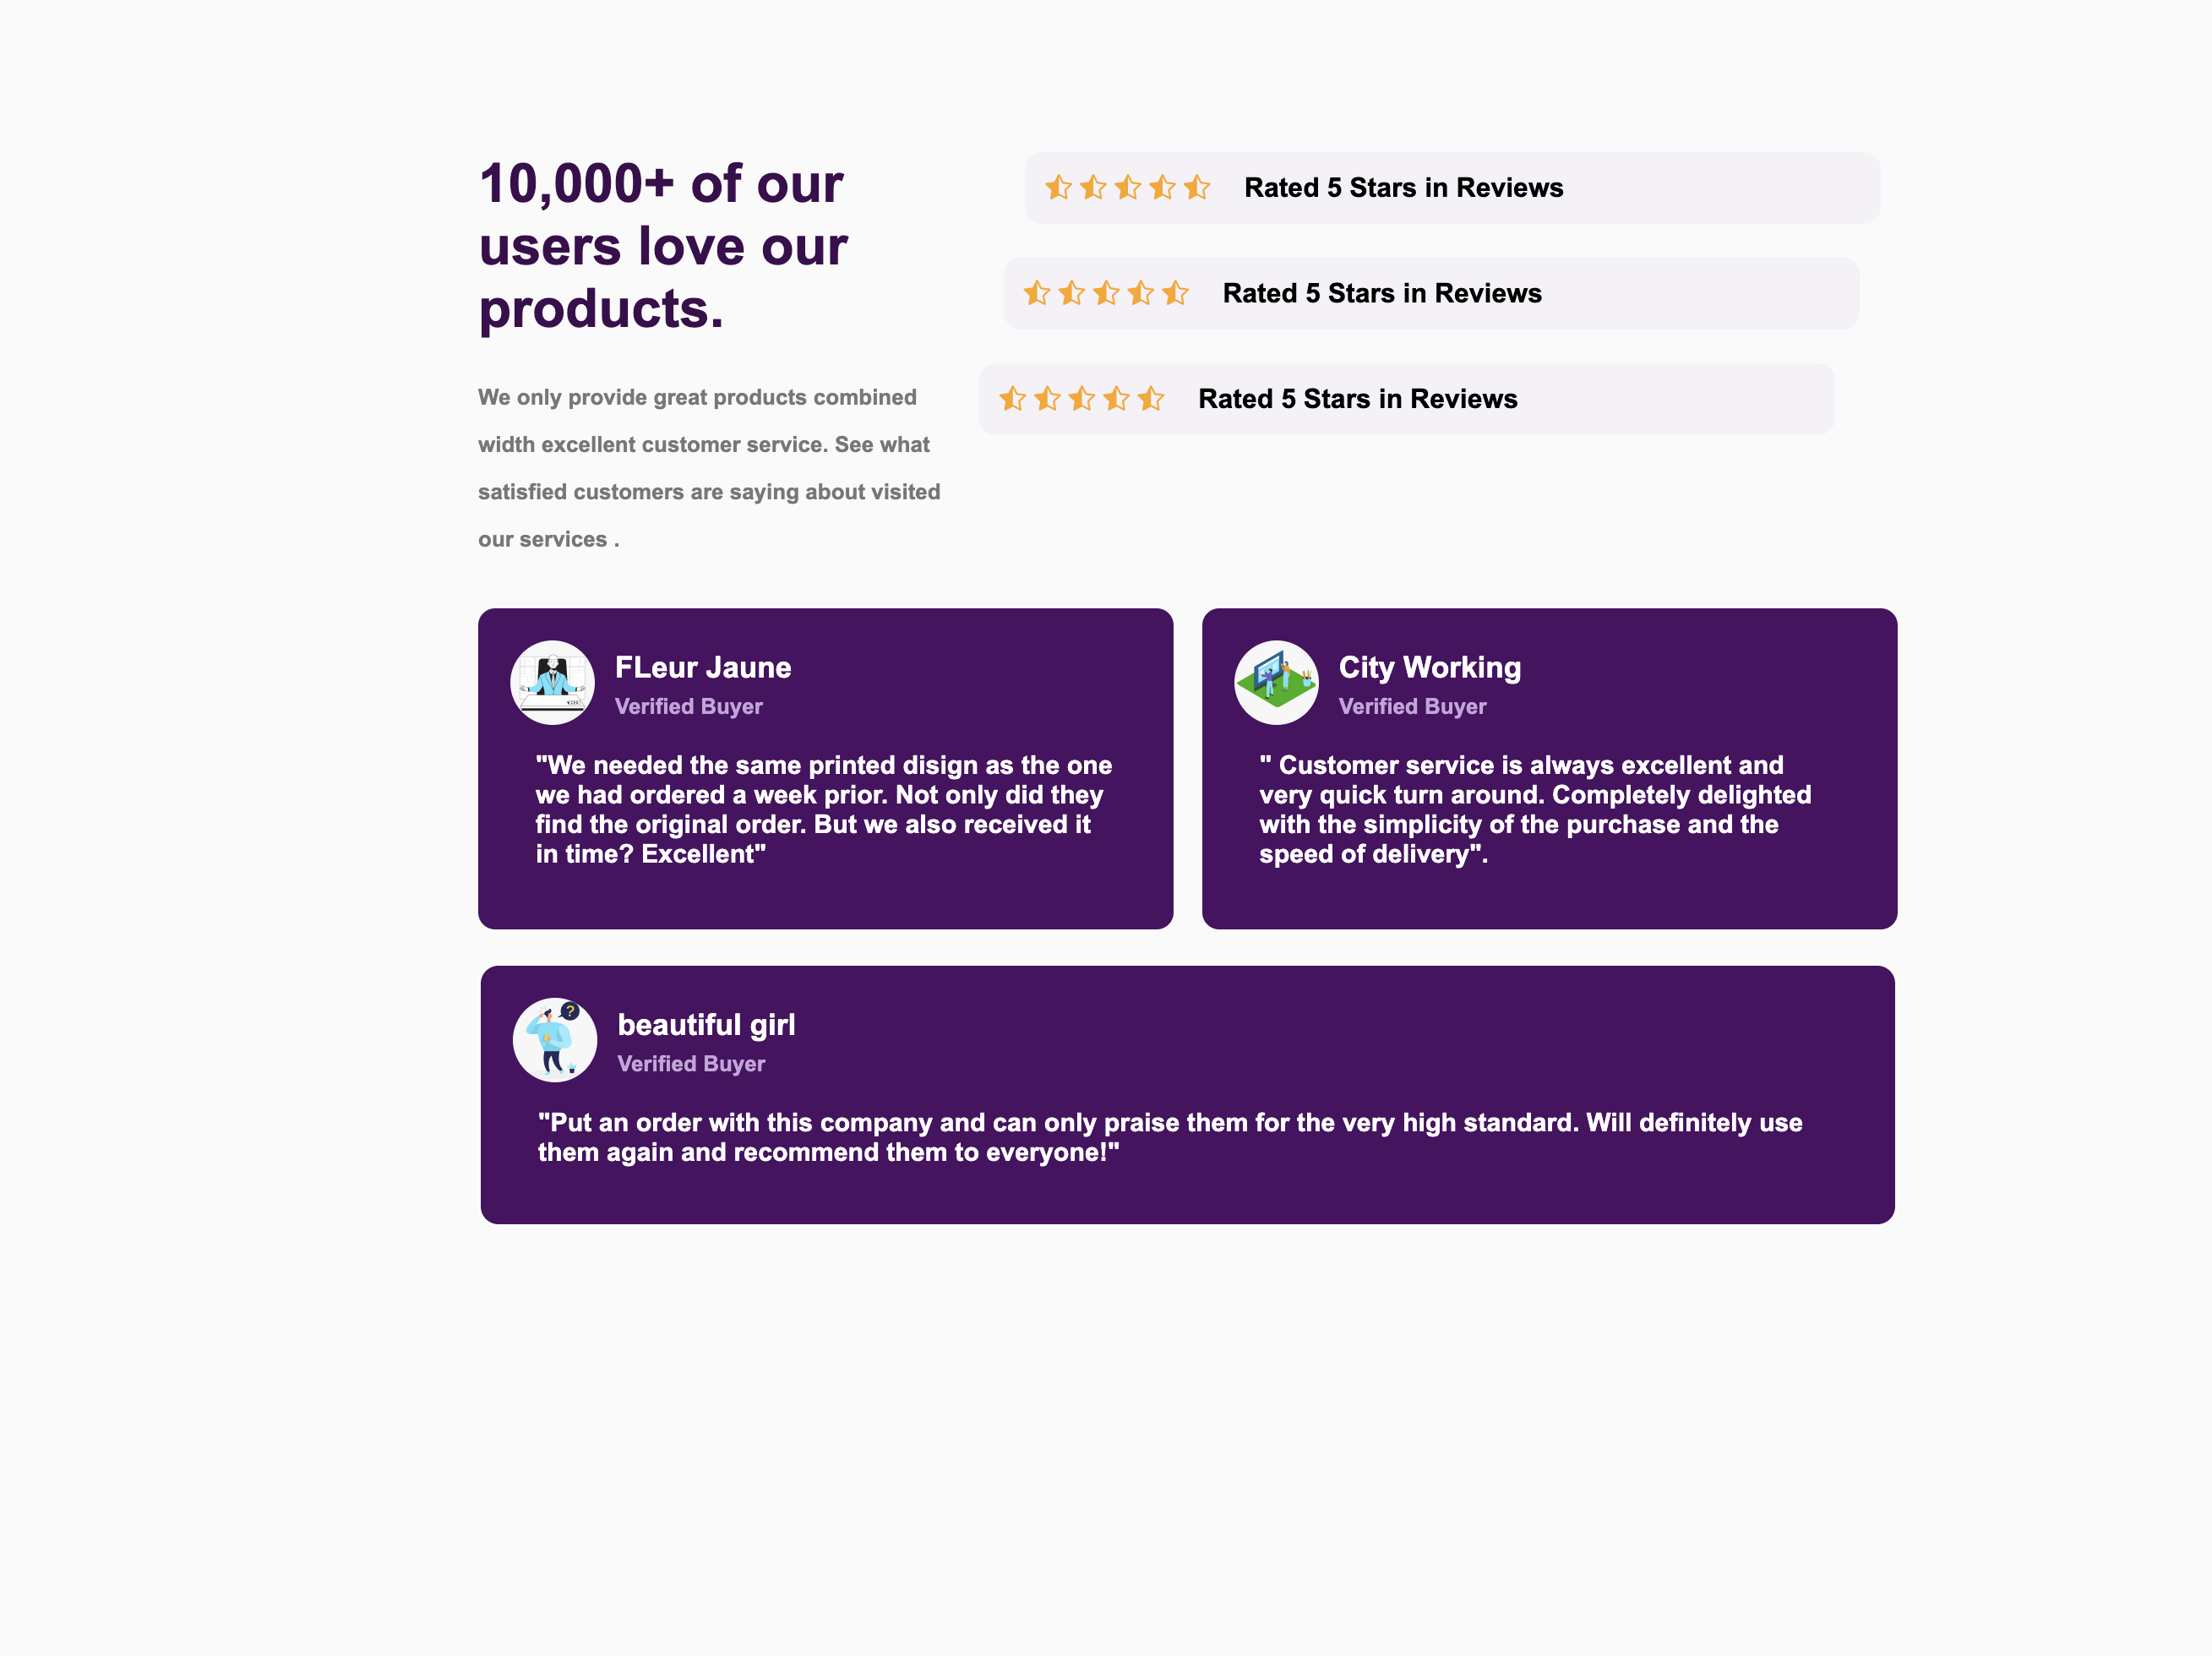 10,000+ of our
users love our
products.
We only provide great products combined
width excellent customer service. See what
satisfied customers are saying about visited
our services .
Rated 5 Stars in Reviews
Rated 5 Stars in Reviews
Rated 5 Stars in Reviews
FLeur Jaune
Verified Buyer
"We needed the same printed disign as the one
we had ordered a week prior. Not only did they
find the original order. But we also received it
in time? Excellent"
City Working
Verified Buyer
" Customer service is always excellent and
very quick turn around. Completely delighted
with the simplicity of the purchase and the
speed of delivery".
?
beautiful girl
Verified Buyer
"Put an order with this company and can only praise them for the very high standard. Will definitely use
them again and recommend them to everyone!"